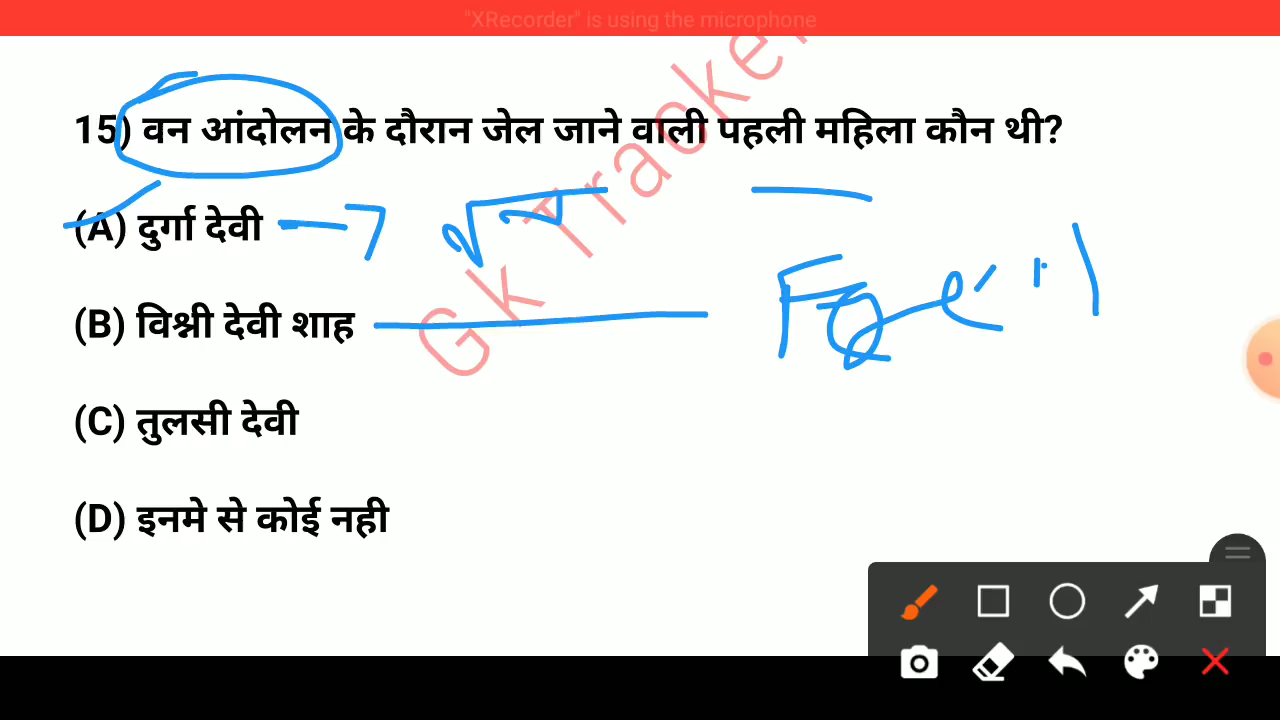 "XRecorder" is using the microphone
15) वन आंदोलन के दौरान जेल जाने वाली पहली महिला कौन थी?
(A) दुर्गा देवी
(B) विश्नी देवी शाह
(C) तुलसी देवी
(D) इनमे से कोई नही
Gk Tracker